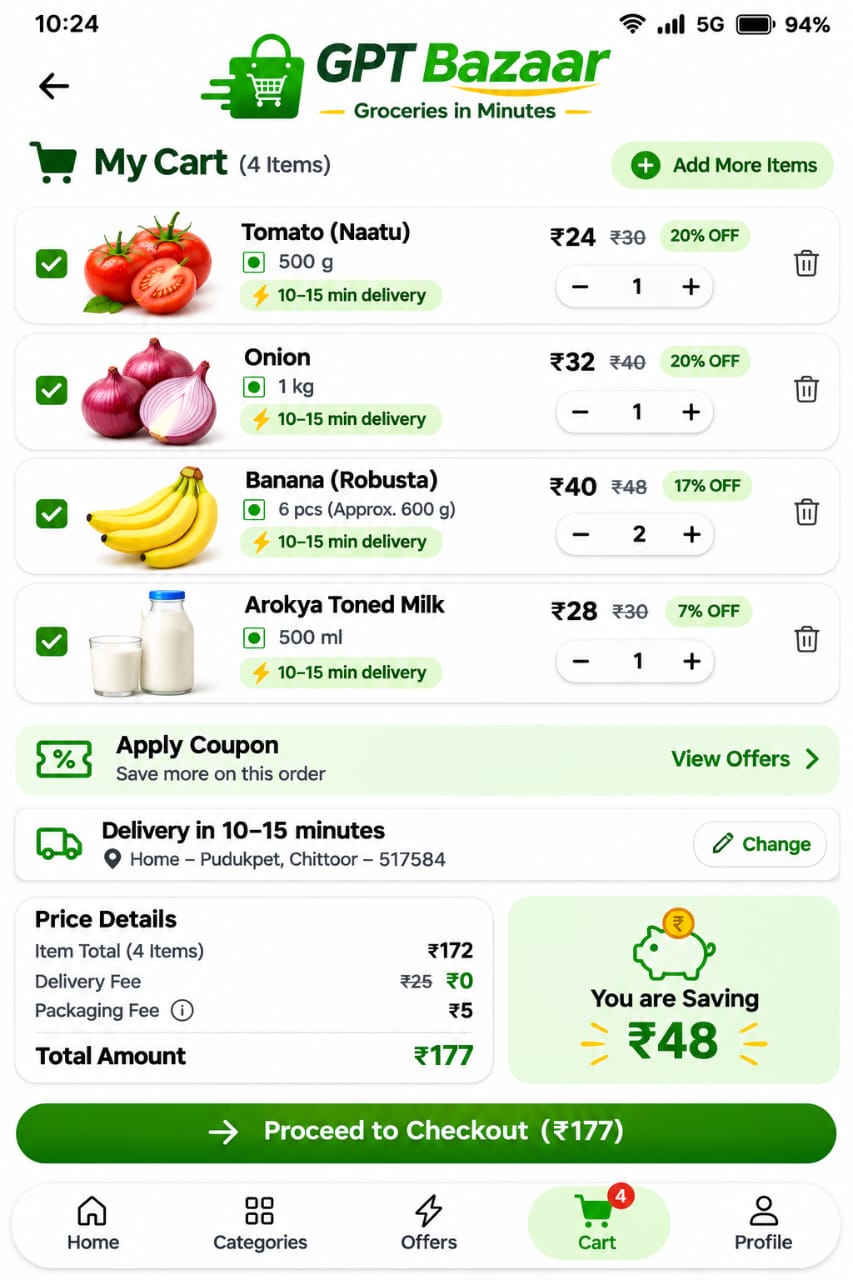 10:24 5G 94%
GPT Bazaar
Groceries in Minutes
My Cart (4 Items)
Add More Items
Tomato (Naatu)
500 g
10–15 min delivery
₹24 ₹30 20% OFF
− 1 +
Onion
1 kg
10–15 min delivery
₹32 ₹40 20% OFF
− 1 +
Banana (Robusta)
6 pcs (Approx. 600 g)
10–15 min delivery
₹40 ₹48 17% OFF
− 2 +
Arokya Toned Milk
500 ml
10–15 min delivery
₹28 ₹30 7% OFF
− 1 +
%
Apply Coupon
Save more on this order
View Offers
Delivery in 10–15 minutes
Home – Pudukpet, Chittoor – 517584
Change
Price Details
Item Total (4 Items) ₹172
Delivery Fee ₹25 ₹0
Packaging Fee i ₹5
Total Amount ₹177
₹
You are Saving
₹48
Proceed to Checkout (₹177)
Home
Categories
Offers
4
Cart
Profile